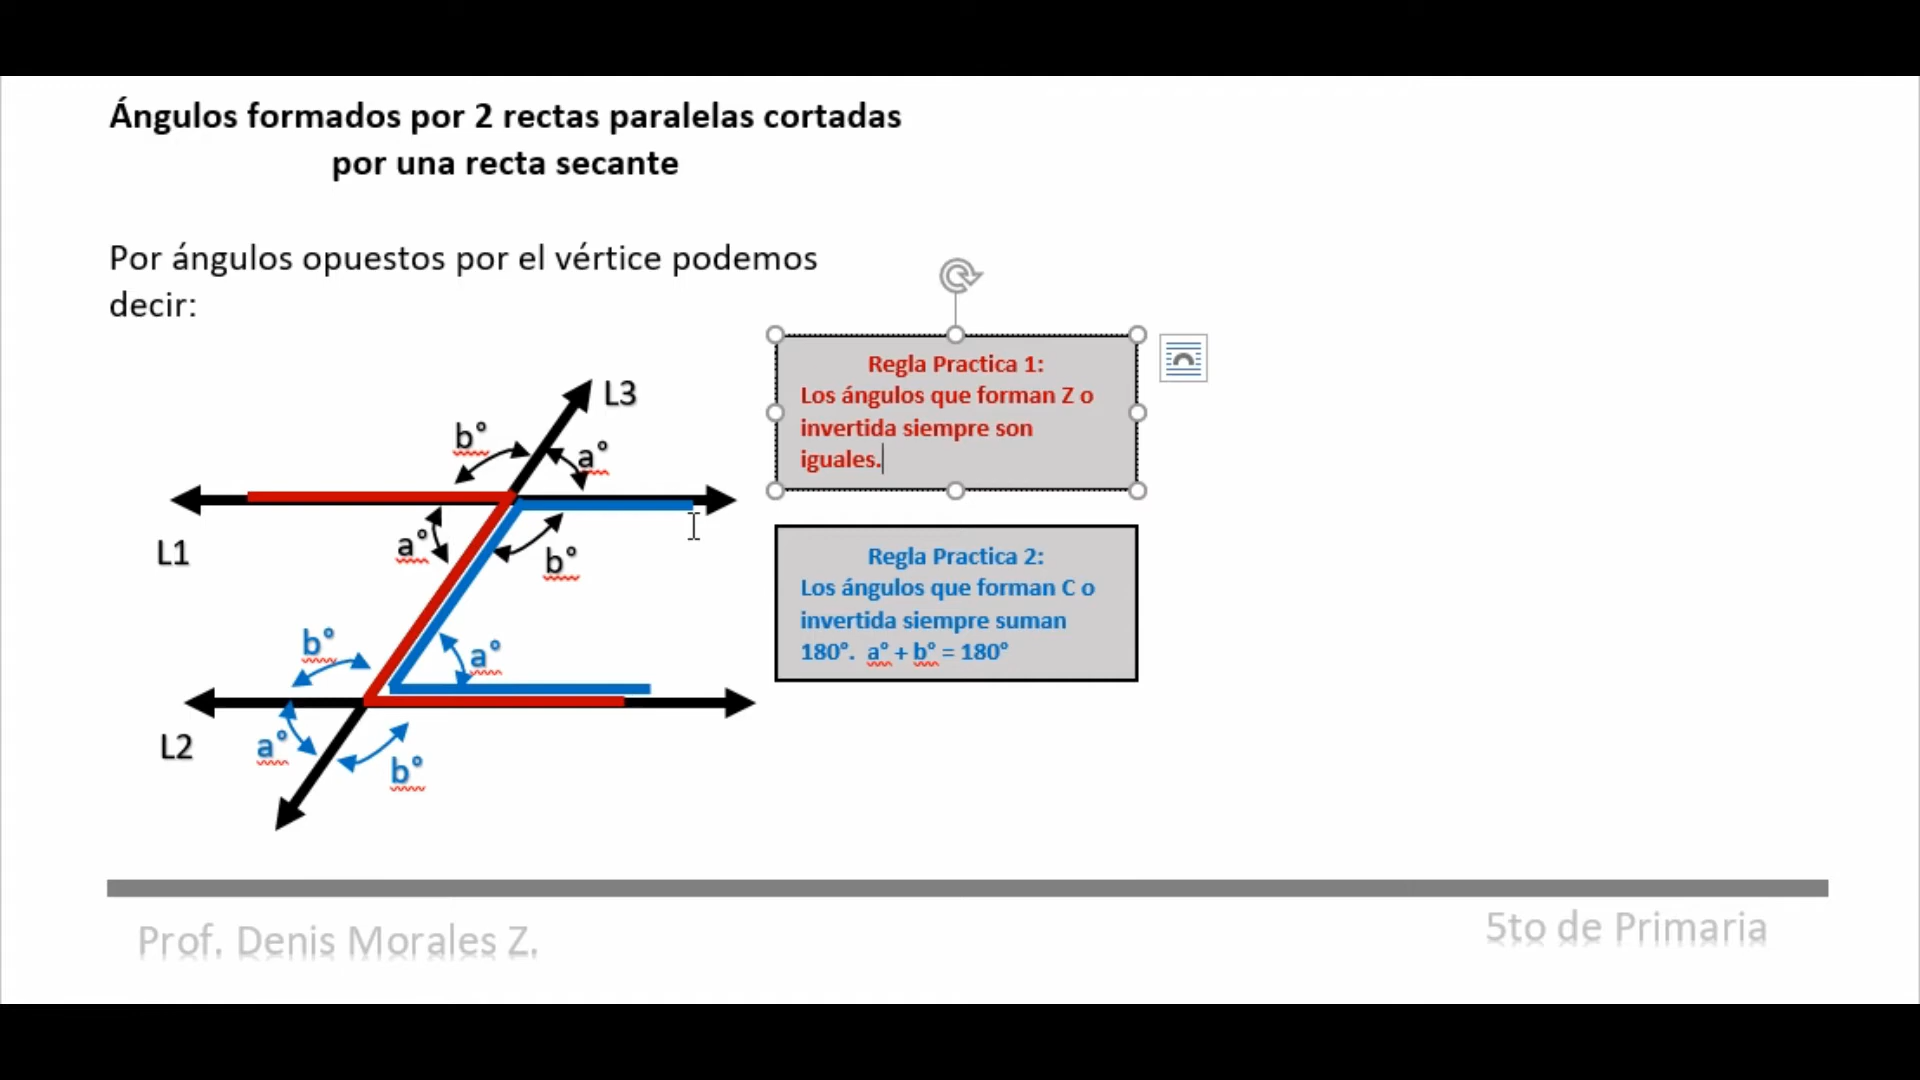 Ángulos formados por 2 rectas paralelas cortadas
por una recta secante
Por ángulos opuestos por el vértice podemos
decir:
Regla Practica 1:
Los ángulos que forman Z o
invertida siempre son
iguales.
L3
b°
a°
L1
a°
b°
Regla Practica 2:
Los ángulos que forman C o
invertida siempre suman
180°. a° + b° = 180°
b°
a°
L2
a°
b°
Prof. Denis Morales Z.
5to de Primaria